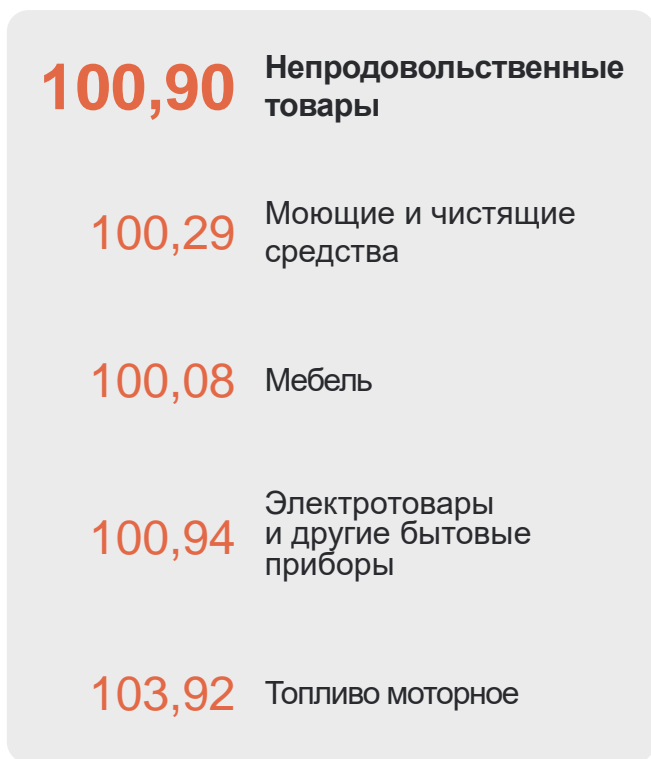 100,90 Непродовольственные
товары
100,29 Моющие и чистящие
средства
100,08 Мебель
Электротовары
100,94 и другие бытовые
приборы
103,92 Топливо моторное